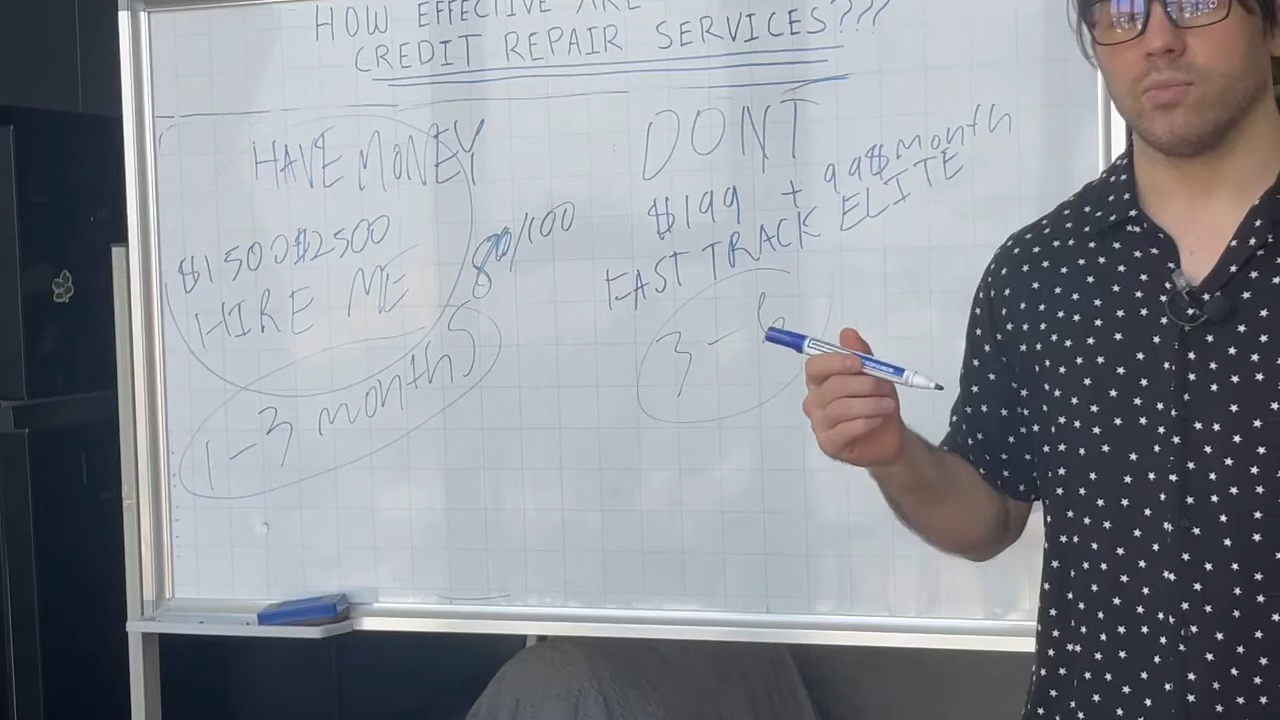 HOW EFFECTIVE ARE
CREDIT REPAIR SERVICES???
HAVE MONEY
$1500$2500
HIRE ME
80/100
1-3 months
DONT
$199 + 99$month
FAST TRACK ELITE
3-6